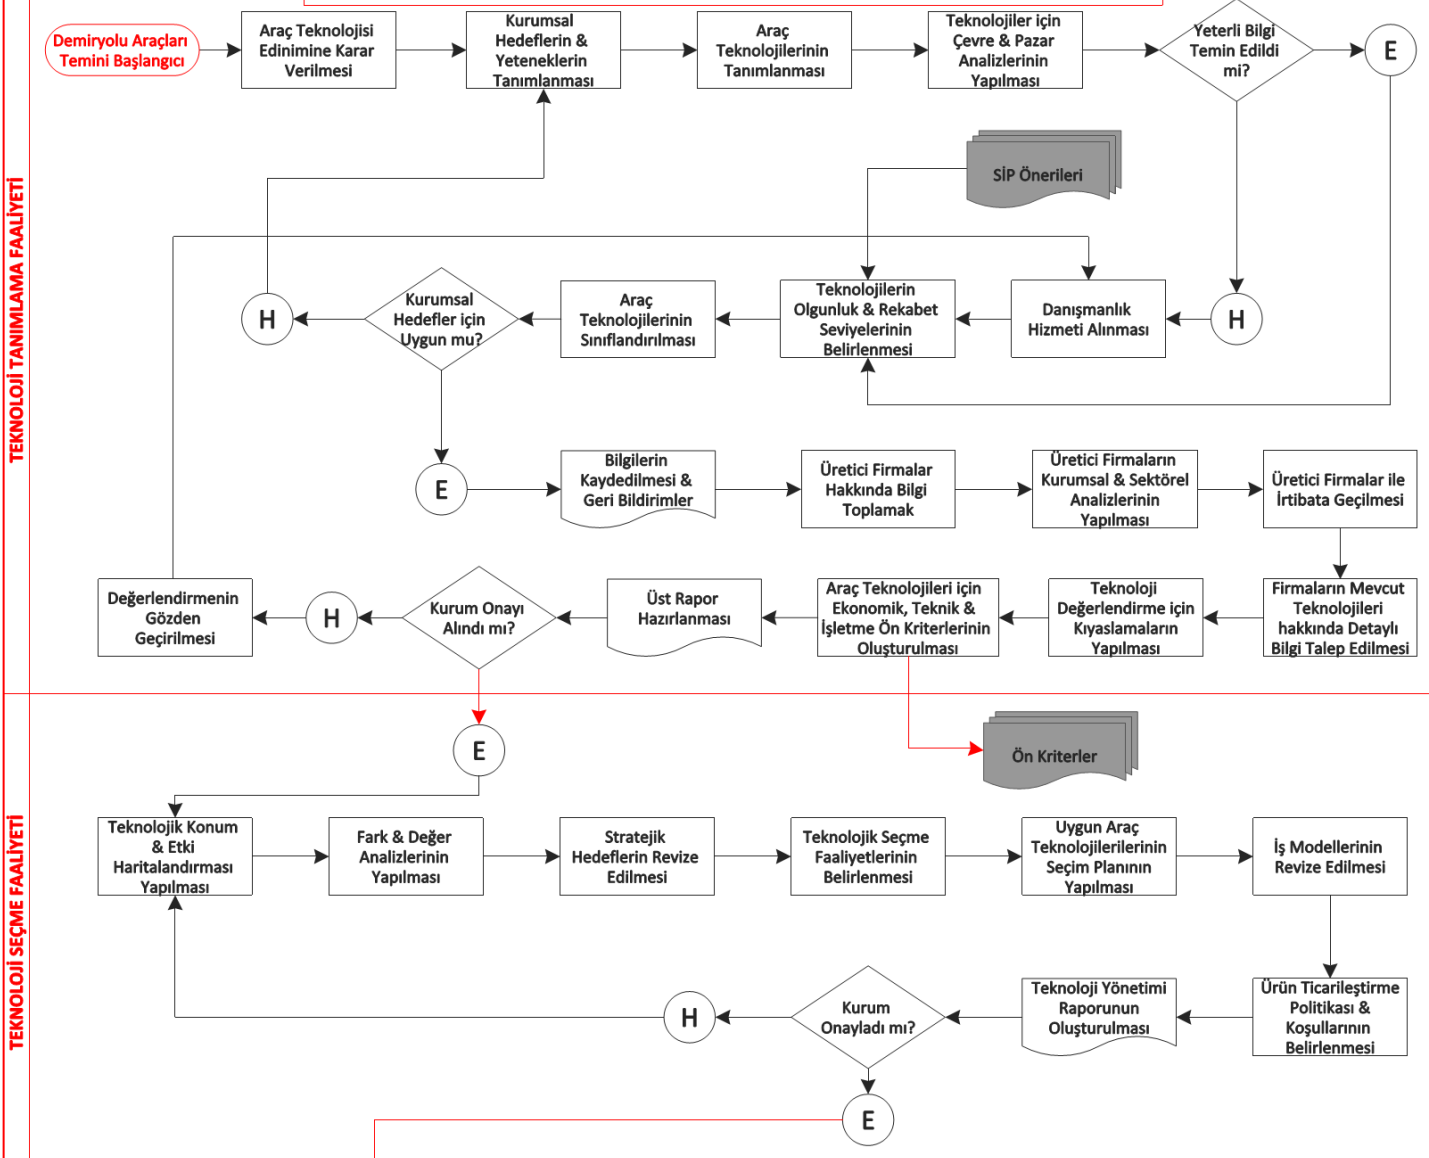 Demiryolu Araçları
Temini Başlangıcı
Araç Teknolojisi
Edinimine Karar
Verilmesi
Kurumsal
Hedeflerin &
Yeteneklerin
Tanımlanması
Araç
Teknolojilerinin
Tanımlanması
Teknolojiler için
Çevre & Pazar
Analizlerinin
Yapılması
Yeterli Bilgi
Temin Edildi
mi?
E
TEKNOLOJİ TANIMLAMA FAALİYETİ
SİP Önerileri
H
Kurumsal
Hedefler için
Uygun mu?
Araç
Teknolojilerinin
Sınıflandırılması
Teknolojilerin
Olgunluk & Rekabet
Seviyelerinin
Belirlenmesi
Danışmanlık
Hizmeti Alınması
H
E
Bilgilerin
Kaydedilmesi &
Geri Bildirimler
Üretici Firmalar
Hakkında Bilgi
Toplamak
Üretici Firmaların
Kurumsal & Sektörel
Analizlerinin
Yapılması
Üretici Firmalar ile
İrtibata Geçilmesi
Değerlendirmenin
Gözden
Geçirilmesi
H
Kurum Onayı
Alındı mı?
Üst Rapor
Hazırlanması
Araç Teknolojileri için
Ekonomik, Teknik &
İşletme Ön Kriterlerinin
Oluşturulması
Teknoloji
Değerlendirme için
Kıyaslamaların
Yapılması
Firmaların Mevcut
Teknolojileri
hakkında Detaylı
Bilgi Talep Edilmesi
E
Ön Kriterler
TEKNOLOJİ SEÇME FAALİYETİ
Teknolojik Konum
& Etki
Haritalandırması
Yapılması
Fark & Değer
Analizlerinin
Yapılması
Stratejik
Hedeflerin Revize
Edilmesi
Teknolojik Seçme
Faaliyetlerinin
Belirlenmesi
Uygun Araç
Teknolojilerilerinin
Seçim Planının
Yapılması
İş Modellerinin
Revize Edilmesi
H
Kurum
Onayladı mı?
Teknoloji Yönetimi
Raporunun
Oluşturulması
Ürün Ticarileştirme
Politikası &
Koşullarının
Belirlenmesi
E